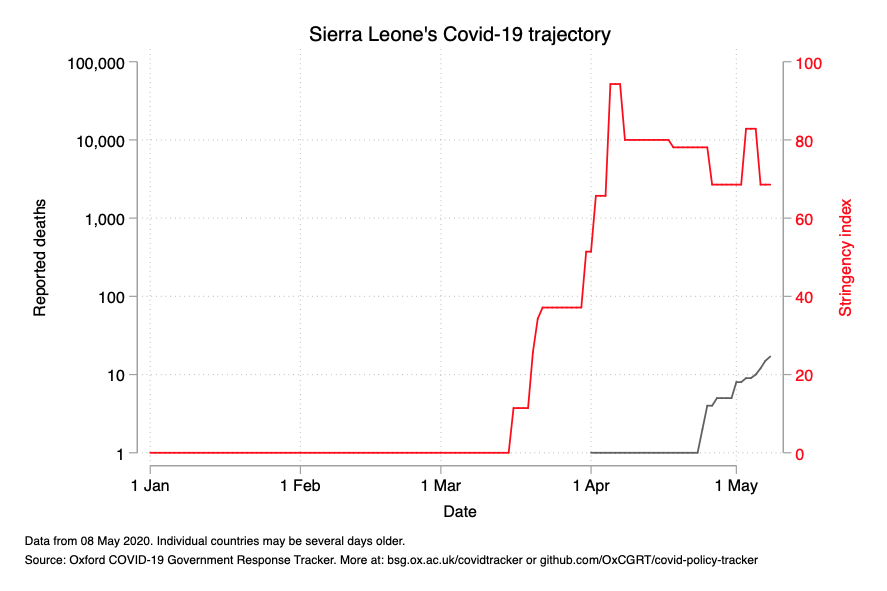 Sierra Leone's Covid-19 trajectory
100,000
10,000
1,000
100
10
1
Reported deaths
100
80
60
40
20
0
Stringency index
1 Jan
1 Feb
1 Mar
1 Apr
1 May
Date
Data from 08 May 2020. Individual countries may be several days older.
Source: Oxford COVID-19 Government Response Tracker. More at: bsg.ox.ac.uk/covidtracker or github.com/OxCGRT/covid-policy-tracker